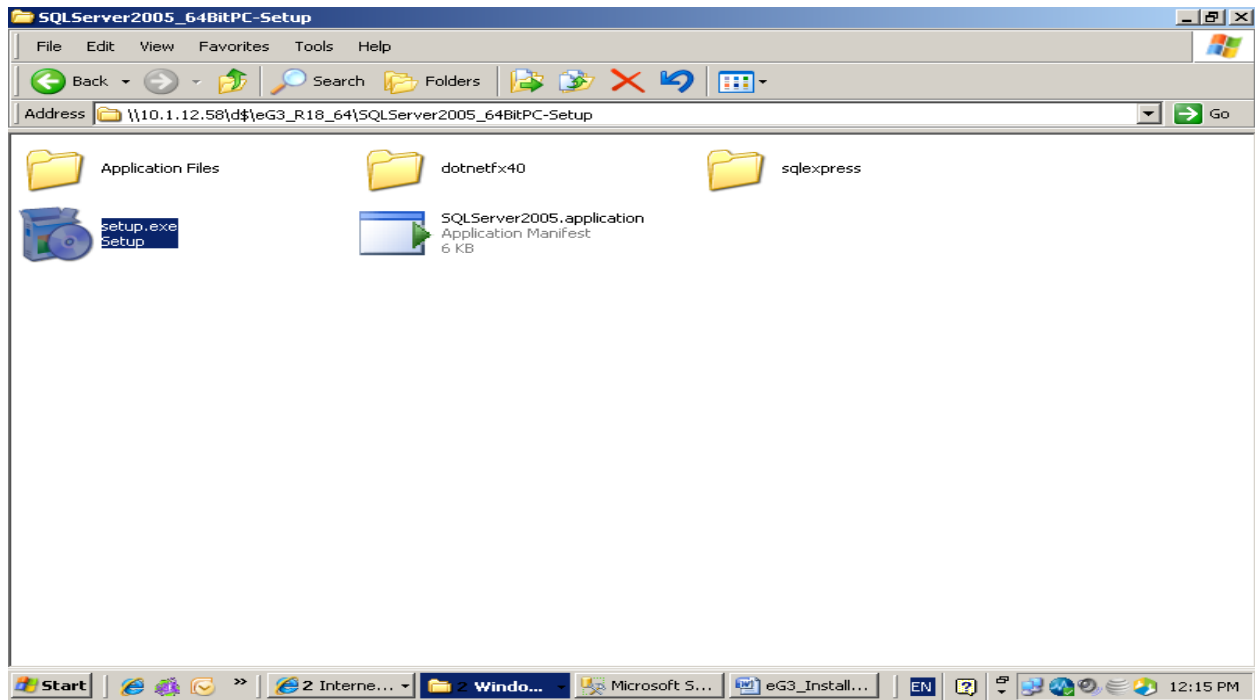 SQLServer2005_64BitPC-Setup
File Edit View Favorites Tools Help
Back Search Folders
Address \\10.1.12.58\d$\eG3_R18_64\SQLServer2005_64BitPC-Setup Go
Application Files
dotnetfx40
sqlexpress
setup.exe
Setup
SQLServer2005.application
Application Manifest
6 KB
Start » 2 Interne... 2 Windo... Microsoft S... eG3_Install... EN 12:15 PM